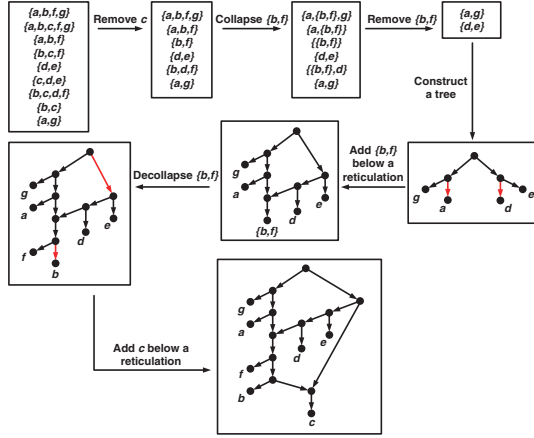 {a,b,f,g}
{a,b,c,f,g}
{a,b,f}
{b,c,f}
{d,e}
{c,d,e}
{b,c,d,f}
{b,c}
{a,g}
Remove c
{a,b,f,g}
{a,b,f}
{b,f}
{d,e}
{b,d,f}
{a,g}
Collapse {b,f}
{a,{b,f},g}
{a,{b,f}}
{{b,f}}
{d,e}
{{b,f},d}
{a,g}
Remove {b,f}
{a,g}
{d,e}
Construct
a tree
g
a
d
e
Add {b,f}
below a
reticulation
g
a
d
e
{b,f}
Decollapse {b,f}
g
a
d
e
f
b
Add c below a
reticulation
g
a
d
e
f
b
c